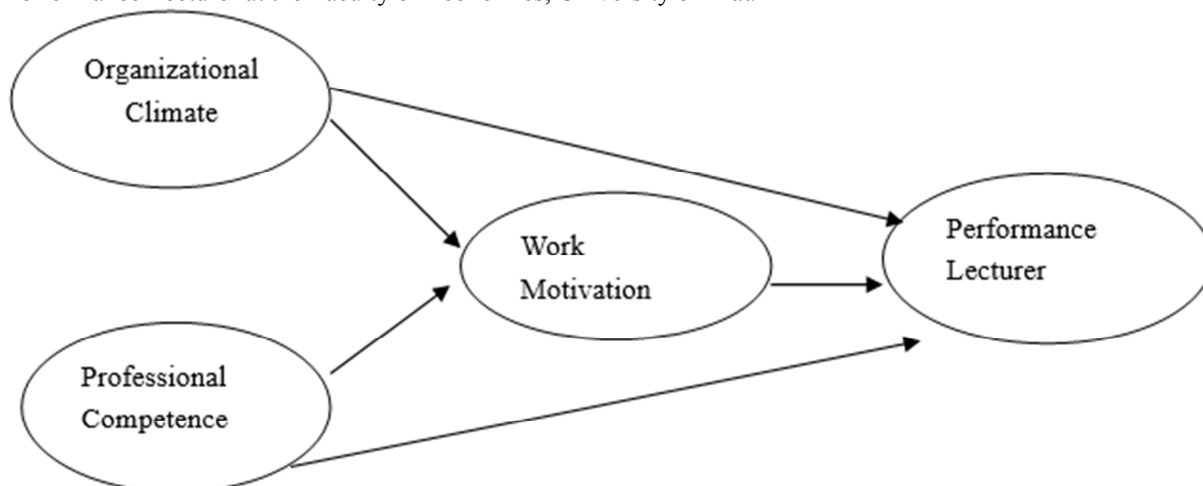 Organizational
Climate
Work
Motivation
Performance
Lecturer
Professional
Competence